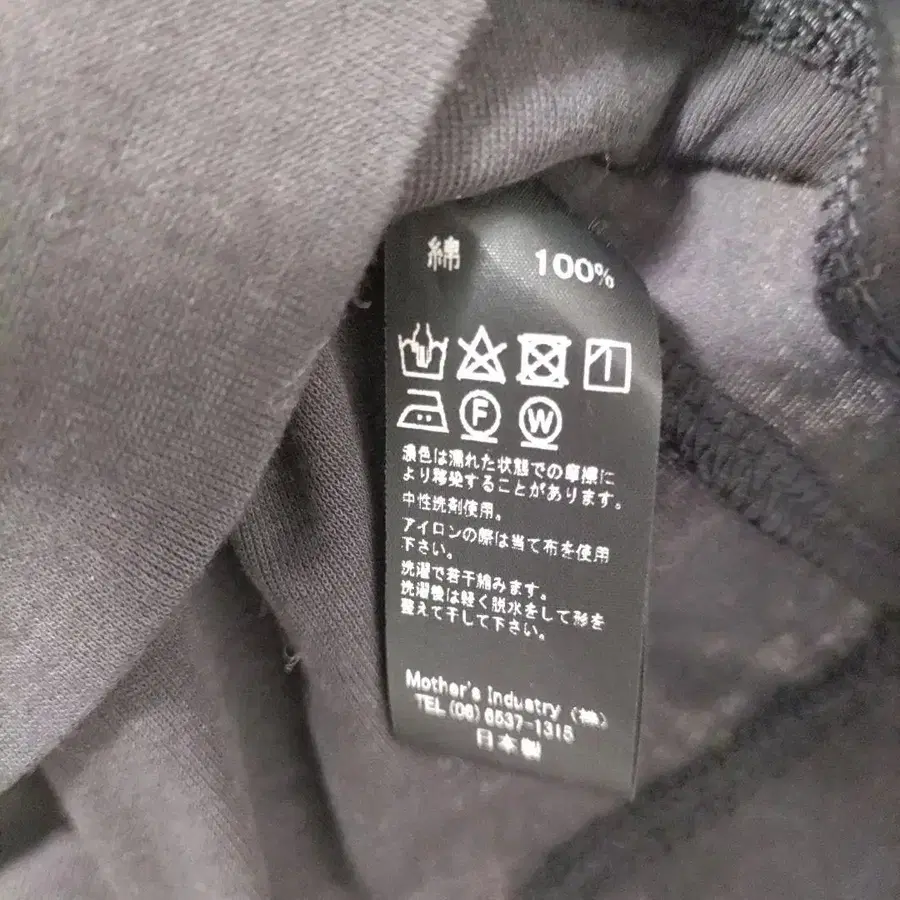 綿 100%
F W
濃色は濡れた状態での摩擦に
より移発することがあります。
中性洗剤使用。
アイロンの際は当て布を使用
下さい。
洗濯で若干縮みます。
洗濯後は軽く脱水をして形を
整えて干して下さい。
Mother's Industry (株)
TEL (06) 6537-1315
日本製